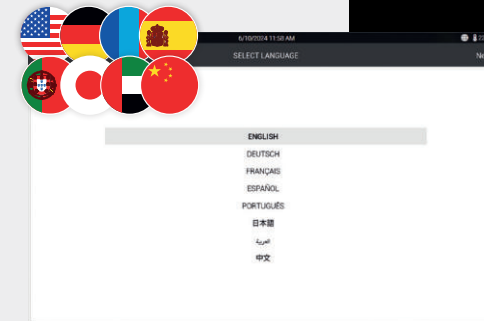 6/10/2024 11:58 AM
SELECT LANGUAGE
ENGLISH
DEUTSCH
FRANÇAIS
ESPAÑOL
PORTUGUÊS
日本語
العربية
中文